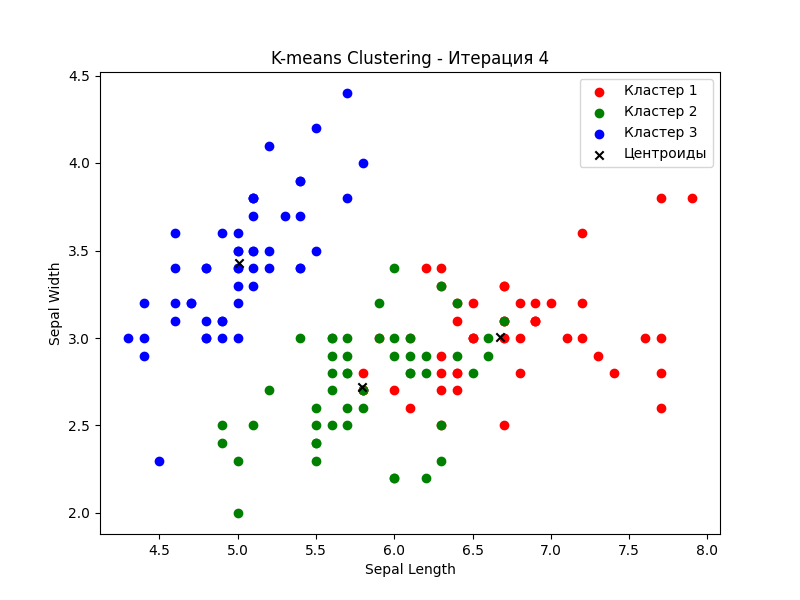 K-means Clustering - Итерация 4
Кластер 1
Кластер 2
Кластер 3
Центроиды
Sepal Width
4.5
4.0
3.5
3.0
2.5
2.0
4.5 5.0 5.5 6.0 6.5 7.0 7.5 8.0
Sepal Length